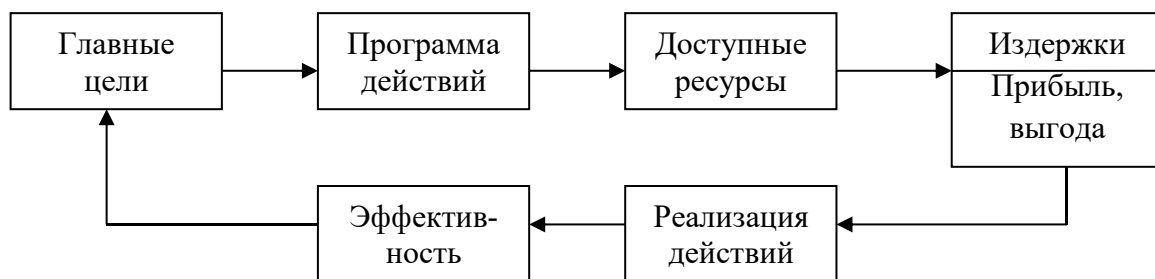 Главные
цели
Программа
действий
Доступные
ресурсы
Издержки
Прибыль,
выгода
Эффектив-
ность
Реализация
действий